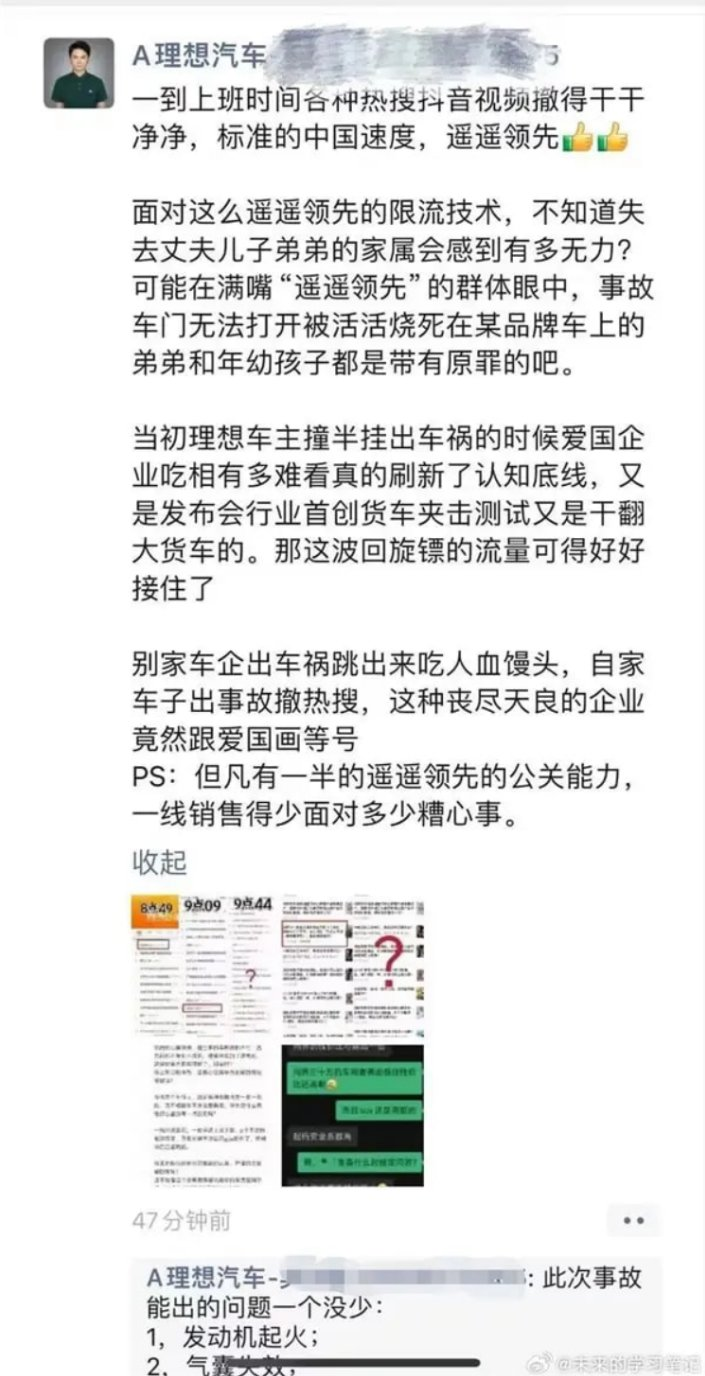 A理想汽车
一到上班时间各种热搜抖音视频撤得干干
净净，标准的中国速度，遥遥领先👍👍
面对这么遥遥领先的限流技术，不知道失
去丈夫儿子弟弟的家属会感到有多无力？
可能在满嘴“遥遥领先”的群体眼中，事故
车门无法打开被活活烧死在某品牌车上的
弟弟和年幼孩子都是带有原罪的吧。
当初理想车主撞半挂出车祸的时候爱国企
业吃相有多难看真的刷新了认知底线，又
是发布会行业首创货车夹击测试又是干翻
大货车的。那这波回旋镖的流量可得好好
接住了
别家车企出车祸跳出来吃人血馒头，自家
车子出事故撤热搜，这种丧尽天良的企业
竟然跟爱国画等号
PS：但凡有一半的遥遥领先的公关能力，
一线销售得少面对多少糟心事。
收起
8点49 9点09 9点44
?
?
47分钟前
A理想汽车-
: 此次事故
能出的问题一个没少：
1，发动机起火；
2，气囊失效；
@未来的学习笔记